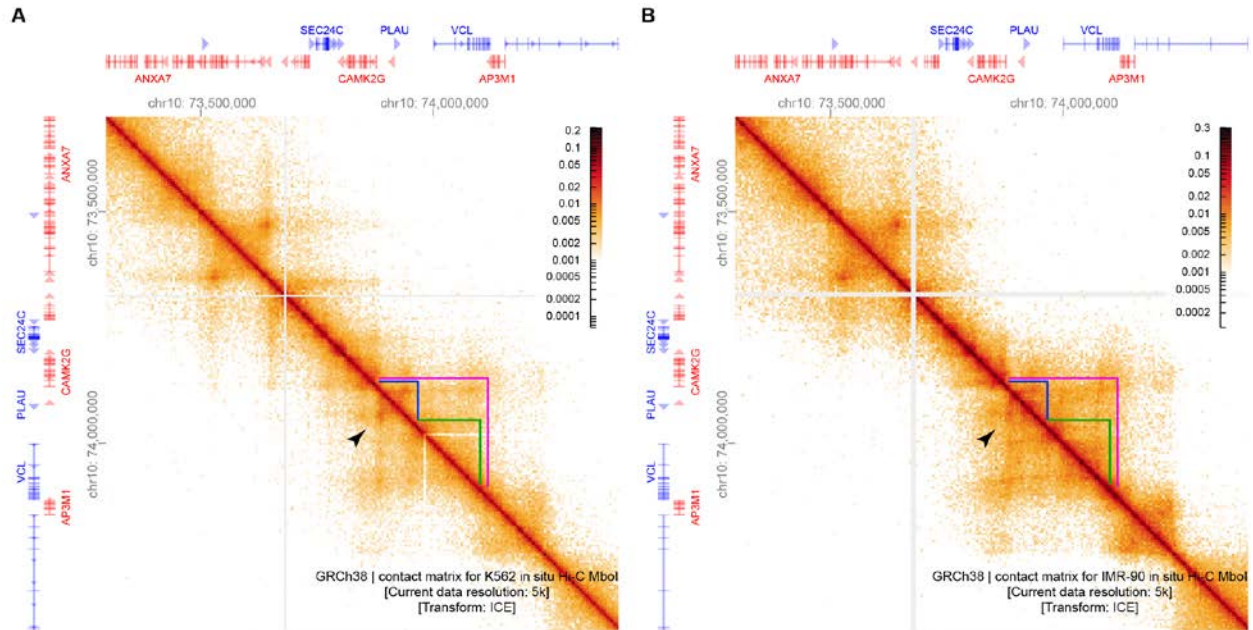 A
SEC24C PLAU VCL
ANXA7 CAMK2G AP3M1
chr10: 73,500,000 chr10: 74,000,000
ANXA7
chr10: 73,500,000
SEC24C
CAMK2G
PLAU
chr10: 74,000,000
VCL
AP3M1
0.2
0.1
0.05
0.02
0.01
0.005
0.002
0.001
0.0005
0.0002
0.0001
GRCh38 | contact matrix for K562 in situ Hi-C MboI
[Current data resolution: 5k]
[Transform: ICE]
B
SEC24C PLAU VCL
ANXA7 CAMK2G AP3M1
chr10: 73,500,000 chr10: 74,000,000
ANXA7
chr10: 73,500,000
SEC24C
CAMK2G
PLAU
chr10: 74,000,000
VCL
AP3M1
0.3
0.1
0.05
0.02
0.01
0.005
0.002
0.001
0.0005
0.0002
GRCh38 | contact matrix for IMR-90 in situ Hi-C MboI
[Current data resolution: 5k]
[Transform: ICE]